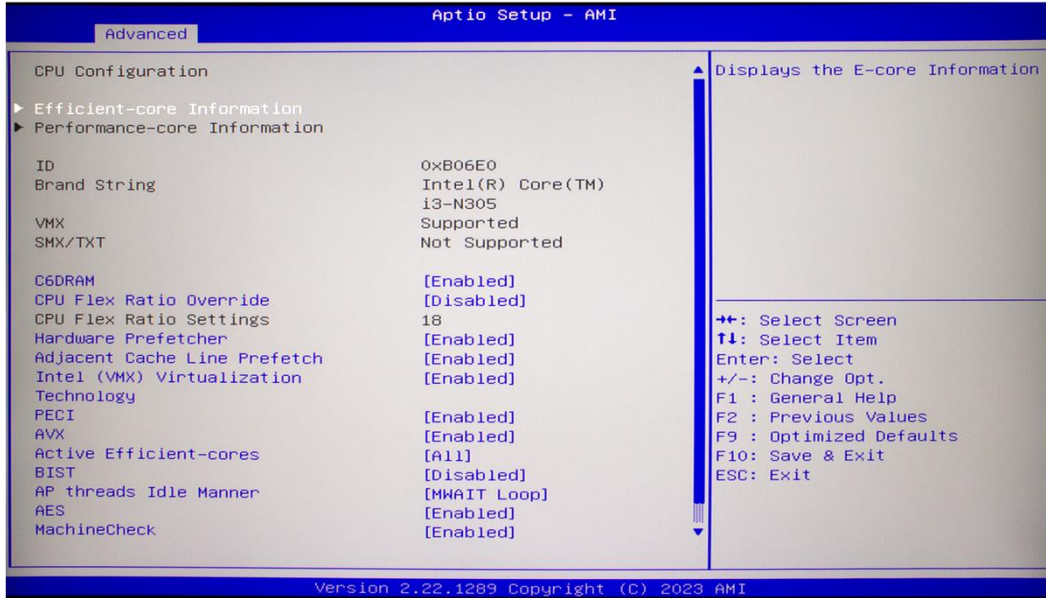 Aptio Setup - AMI
Advanced
CPU Configuration
Efficient-core Information
Performance-core Information
ID 0xB06E0
Brand String Intel(R) Core(TM)
i3-N305
VMX Supported
SMX/TXT Not Supported
C6DRAM [Enabled]
CPU Flex Ratio Override [Disabled]
CPU Flex Ratio Settings 18
Hardware Prefetcher [Enabled]
Adjacent Cache Line Prefetch [Enabled]
Intel (VMX) Virtualization [Enabled]
Technology
PECI [Enabled]
AVX [Enabled]
Active Efficient-cores [All]
BIST [Disabled]
AP threads Idle Manner [MWAIT Loop]
AES [Enabled]
MachineCheck [Enabled]
Displays the E-core Information
→←: Select Screen
↑↓: Select Item
Enter: Select
+/-: Change Opt.
F1 : General Help
F2 : Previous Values
F9 : Optimized Defaults
F10: Save & Exit
ESC: Exit
Version 2.22.1289 Copyright (C) 2023 AMI